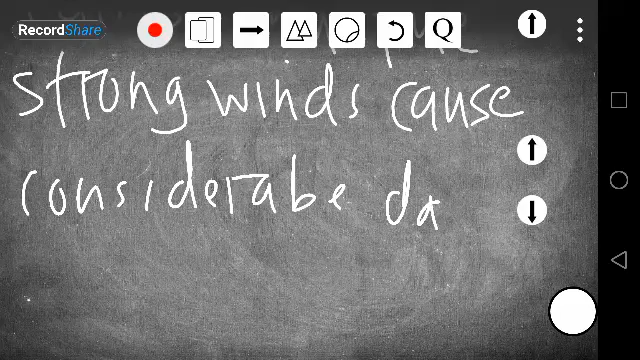 RecordShare
Q
strong winds cause
considerabe da